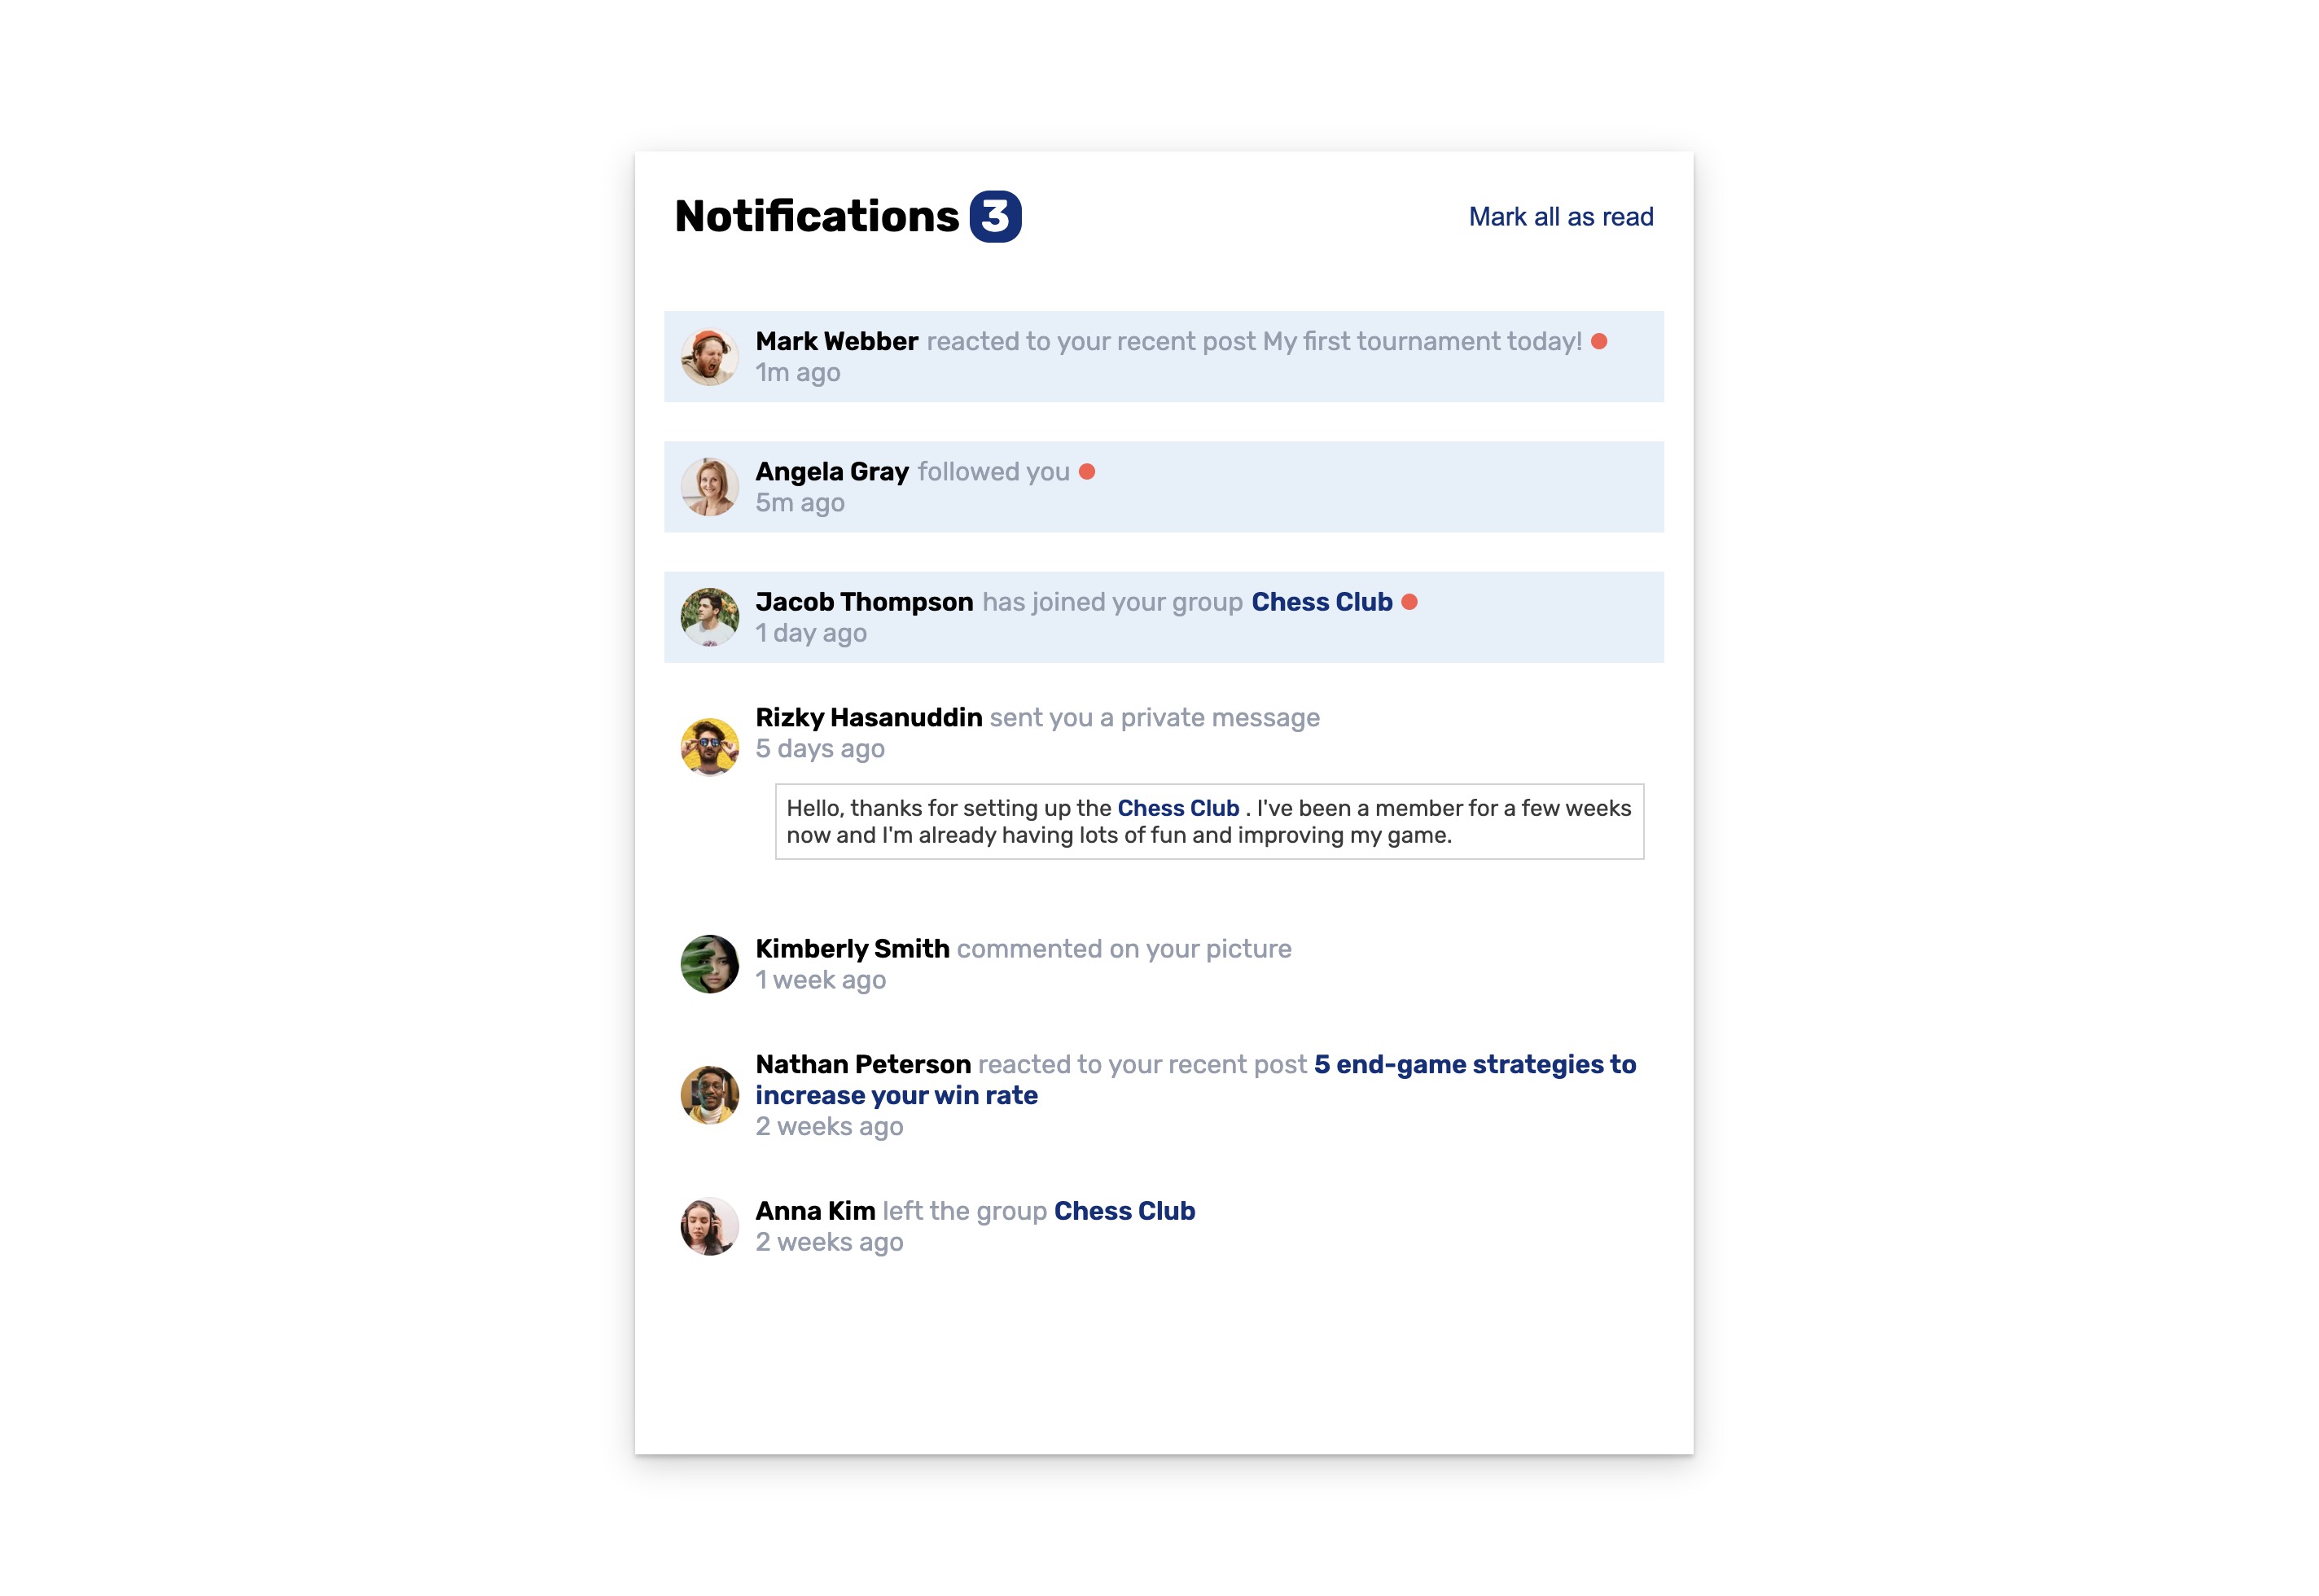 Notifications 3
Mark all as read
Mark Webber reacted to your recent post My first tournament today!
1m ago
Angela Gray followed you
5m ago
Jacob Thompson has joined your group Chess Club
1 day ago
Rizky Hasanuddin sent you a private message
5 days ago
Hello, thanks for setting up the Chess Club . I've been a member for a few weeks
now and I'm already having lots of fun and improving my game.
Kimberly Smith commented on your picture
1 week ago
Nathan Peterson reacted to your recent post 5 end-game strategies to
increase your win rate
2 weeks ago
Anna Kim left the group Chess Club
2 weeks ago